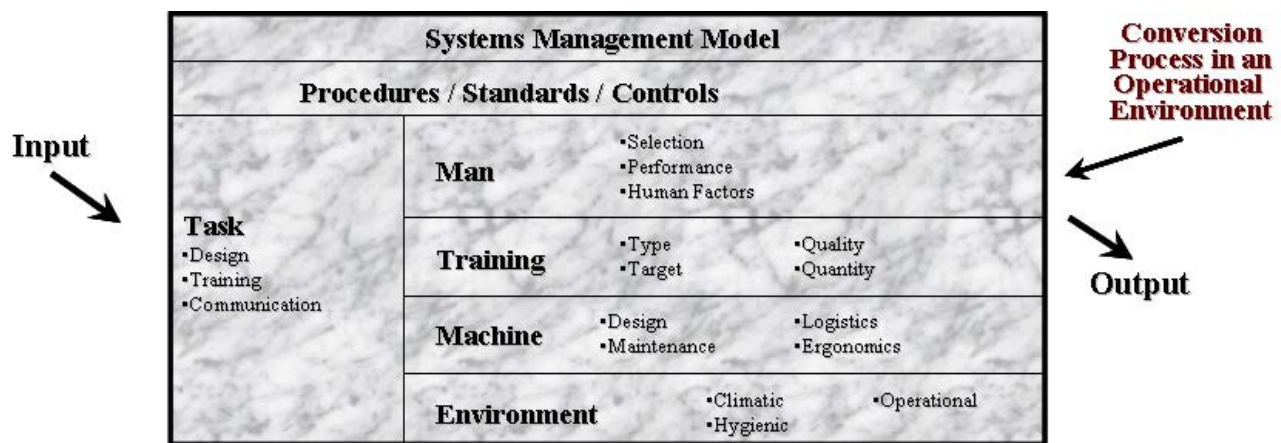 Systems Management Model
Procedures / Standards / Controls
Conversion
Process in an
Operational
Environment
Input
Task
▪Design
▪Training
▪Communication
Man
▪Selection
▪Performance
▪Human Factors
Training
▪Type ▪Quality
▪Target ▪Quantity
Machine
▪Design ▪Logistics
▪Maintenance ▪Ergonomics
Environment
▪Climatic ▪Operational
▪Hygienic
Output